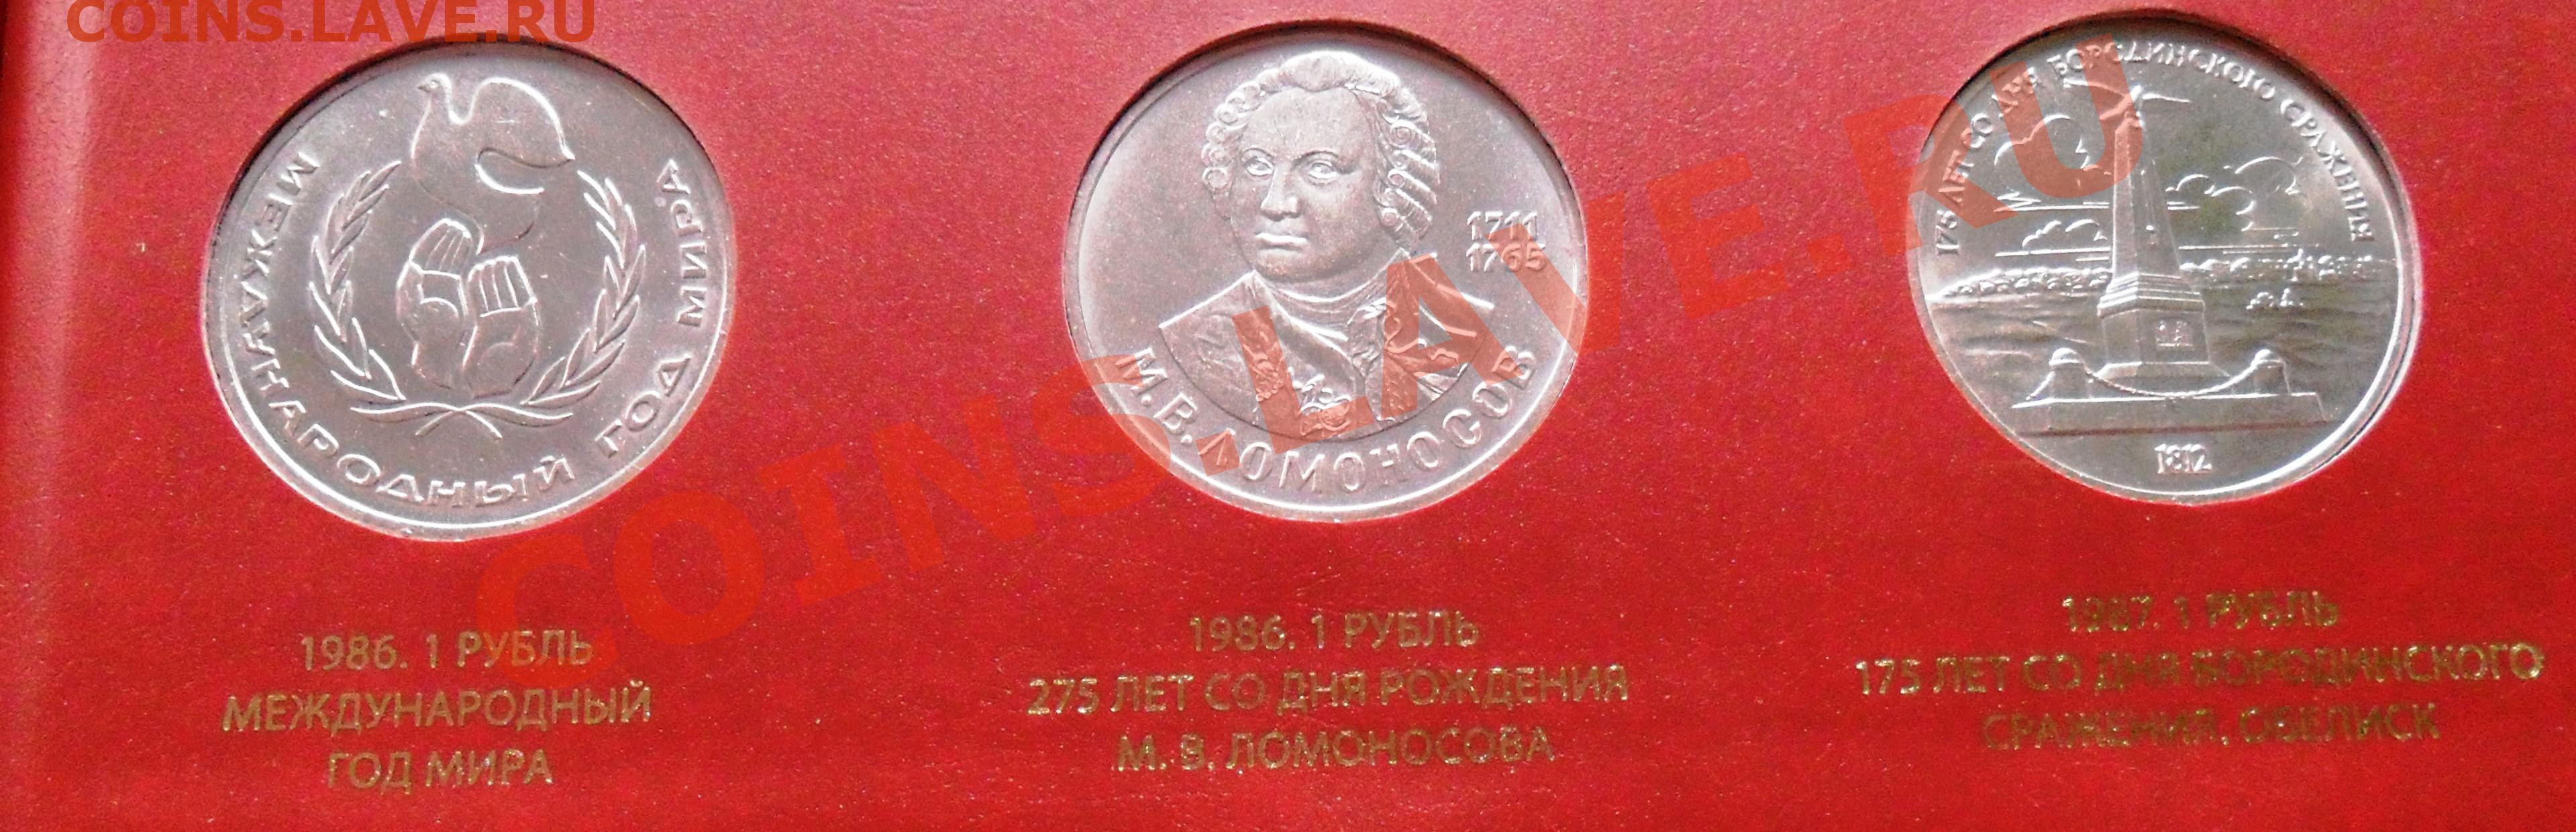 COINS.LAVE.RU
МЕЖДУНАРОДНЫЙ ГОД МИРА
1711
1765
М.В.ЛОМОНОСОВ
175 ЛЕТ СО ДНЯ БОРОДИНСКОГО СРАЖЕНИЯ
1812
COINS.LAVE.RU
1986. 1 РУБЛЬ
МЕЖДУНАРОДНЫЙ
ГОД МИРА
1986. 1 РУБЛЬ
275 ЛЕТ СО ДНЯ РОЖДЕНИЯ
М. В. ЛОМОНОСОВА
1987. 1 РУБЛЬ
175 ЛЕТ СО ДНЯ БОРОДИНСКОГО
СРАЖЕНИЯ. ОБЕЛИСК